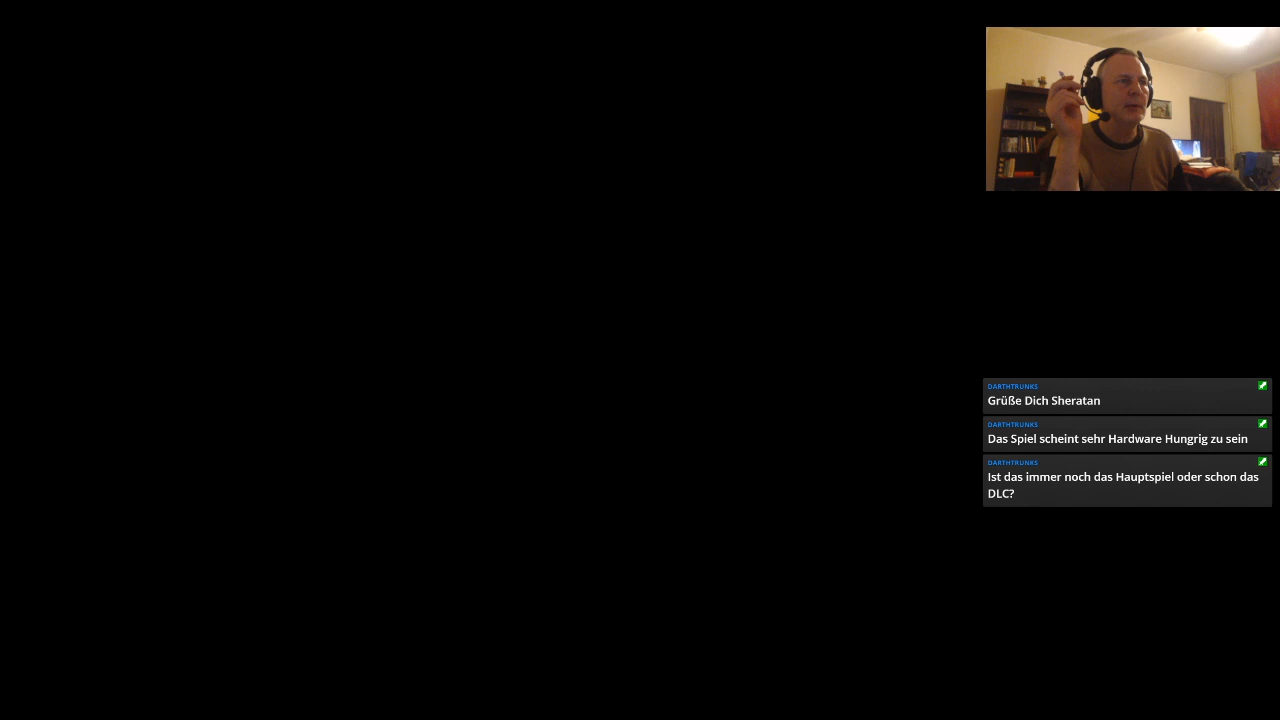 DARTHTRUNKS
Grüße Dich Sheratan
DARTHTRUNKS
Das Spiel scheint sehr Hardware Hungrig zu sein
DARTHTRUNKS
Ist das immer noch das Hauptspiel oder schon das
DLC?